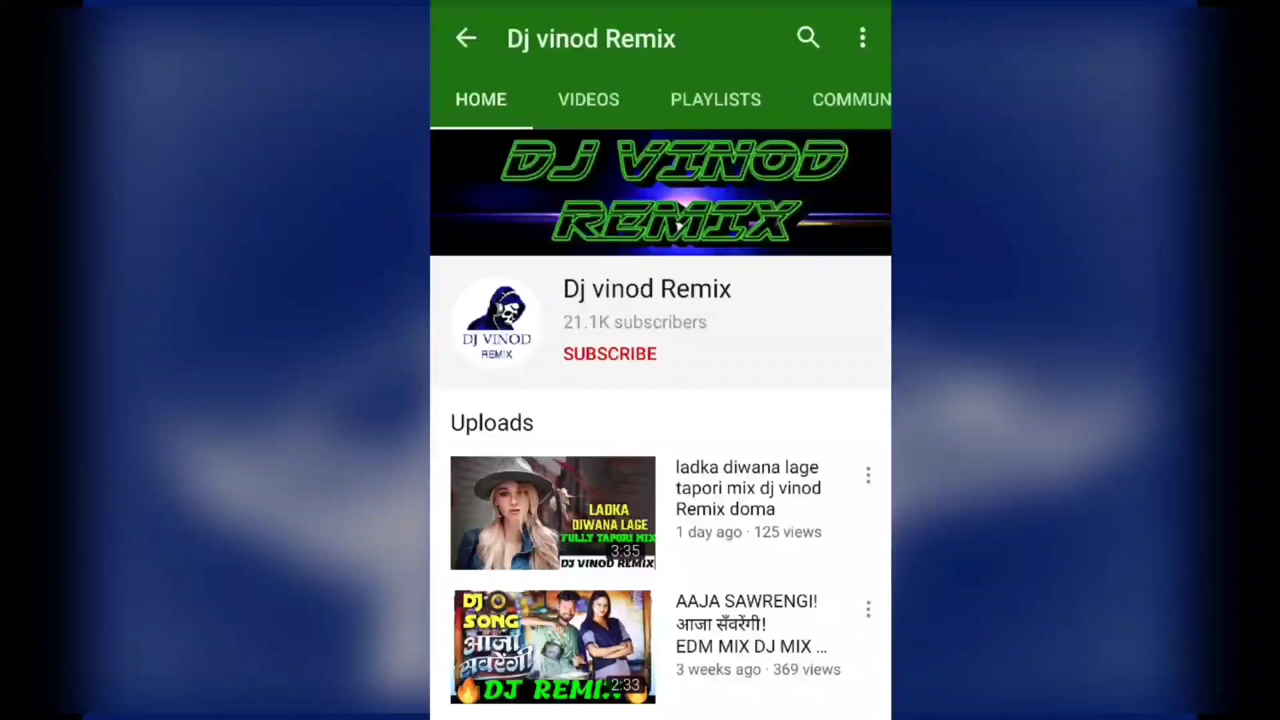 Dj vinod Remix
HOME VIDEOS PLAYLISTS COMMUN
DJ VINOD
REMIX
DJ VINOD
REMIX
Dj vinod Remix
21.1K subscribers
SUBSCRIBE
Uploads
LADKA
DIWANA LAGE
FULLY TAPORI MIX
3:35
DJ VINOD REMIX
ladka diwana lage
tapori mix dj vinod
Remix doma
1 day ago · 125 views
DJ
SONG
आजा
सवरेंगी
DJ REMIX
2:33
AAJA SAWRENGI!
आजा सँवरेंगी!
EDM MIX DJ MIX ...
3 weeks ago · 369 views